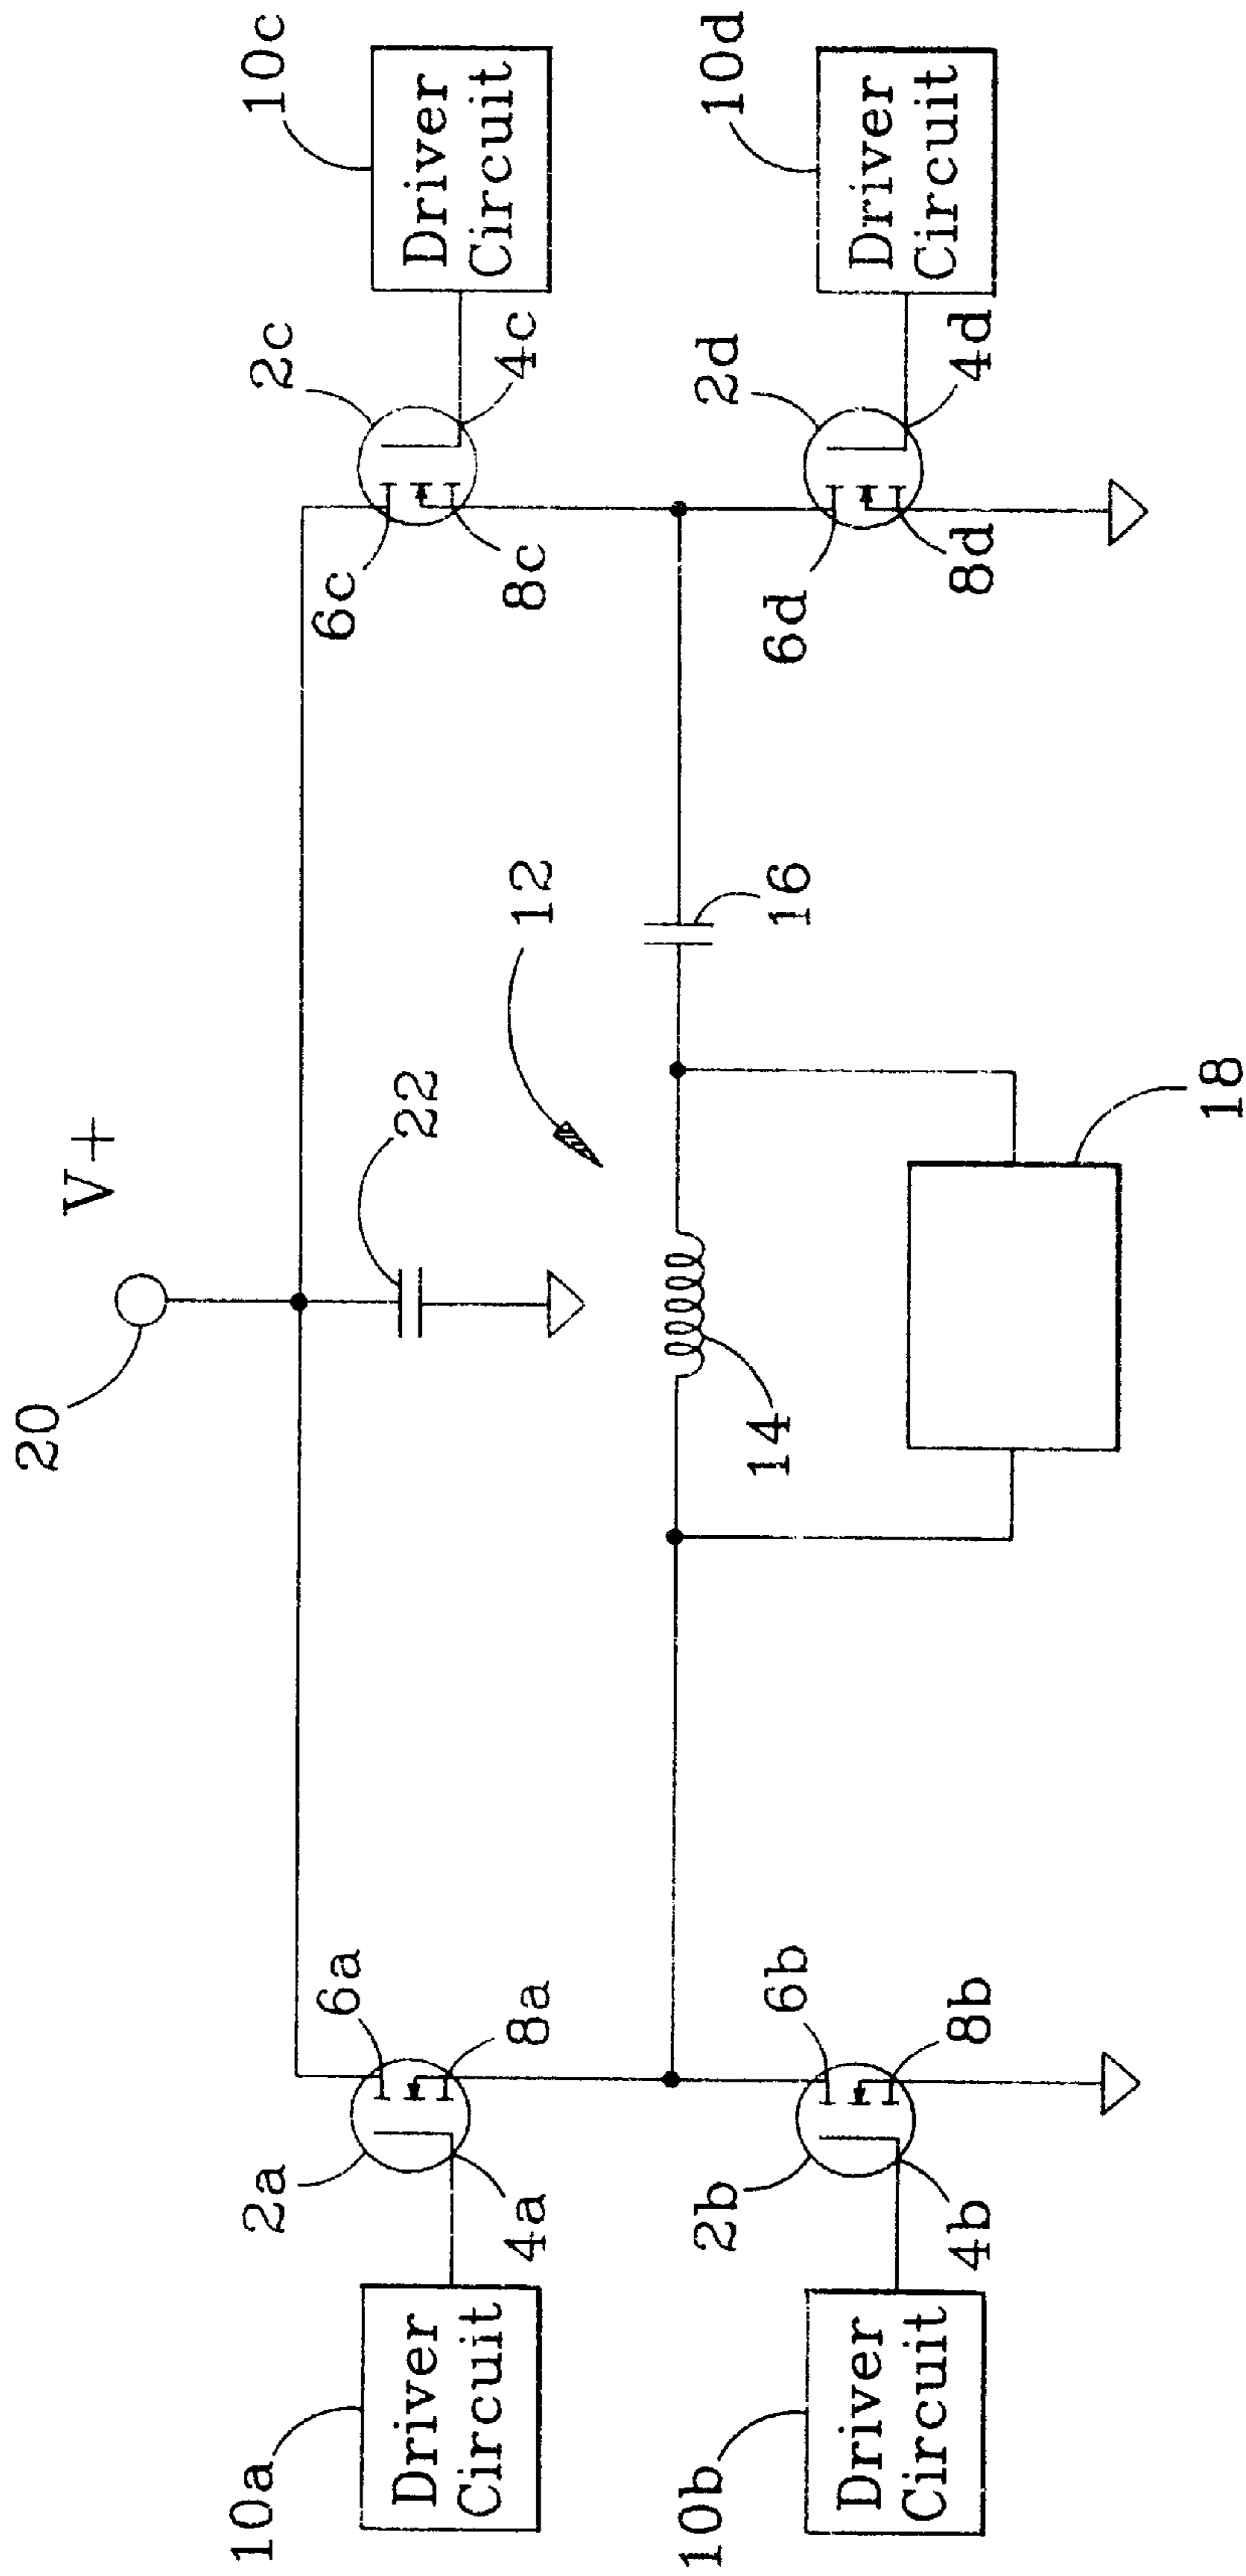 20
V+
22
12
10a
Driver
Circuit
2a
4a
6a
8a
10c
Driver
Circuit
2c
4c
6c
8c
14
16
18
10b
Driver
Circuit
2b
4b
6b
8b
10d
Driver
Circuit
2d
4d
6d
8d